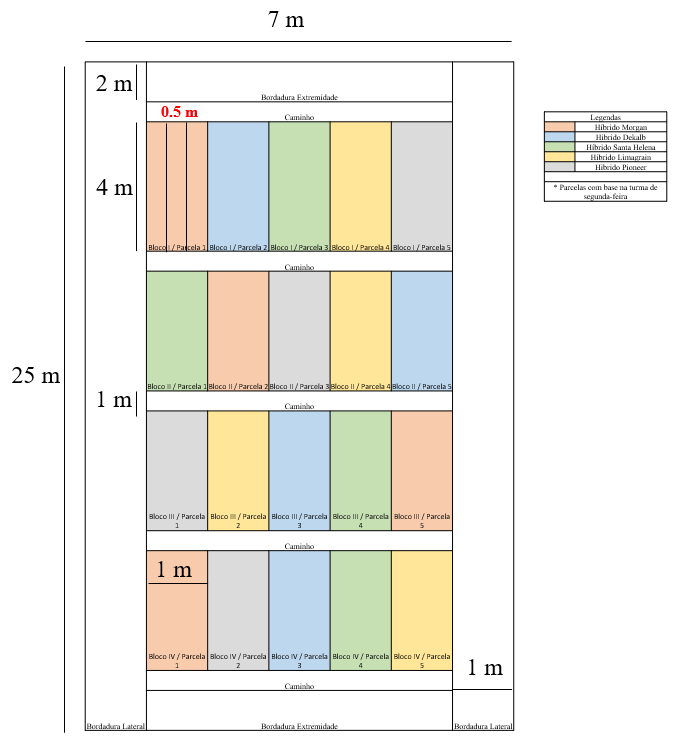 7 m
2 m
Bordadura Extremidade
0.5 m
Caminho
Legendas
Híbrido Morgan
Híbrido Dekalb
Híbrido Santa Helena
Híbrido Limagrain
Híbrido Pioneer
* Parcelas com base na turma de
segunda-feira
4 m
Bloco I / Parcela 1
Bloco I / Parcela 2
Bloco I / Parcela 3
Bloco I / Parcela 4
Bloco I / Parcela 5
Caminho
25 m
Bloco II / Parcela 1
Bloco II / Parcela 2
Bloco II / Parcela 3
Bloco II / Parcela 4
Bloco II / Parcela 5
1 m
Caminho
Bloco III / Parcela
1
Bloco III / Parcela
2
Bloco III / Parcela
3
Bloco III / Parcela
4
Bloco III / Parcela
5
Caminho
1 m
Bloco IV / Parcela
1
Bloco IV / Parcela
2
Bloco IV / Parcela
3
Bloco IV / Parcela
4
Bloco IV / Parcela
5
1 m
Caminho
Bordadura Lateral
Bordadura Extremidade
Bordadura Lateral